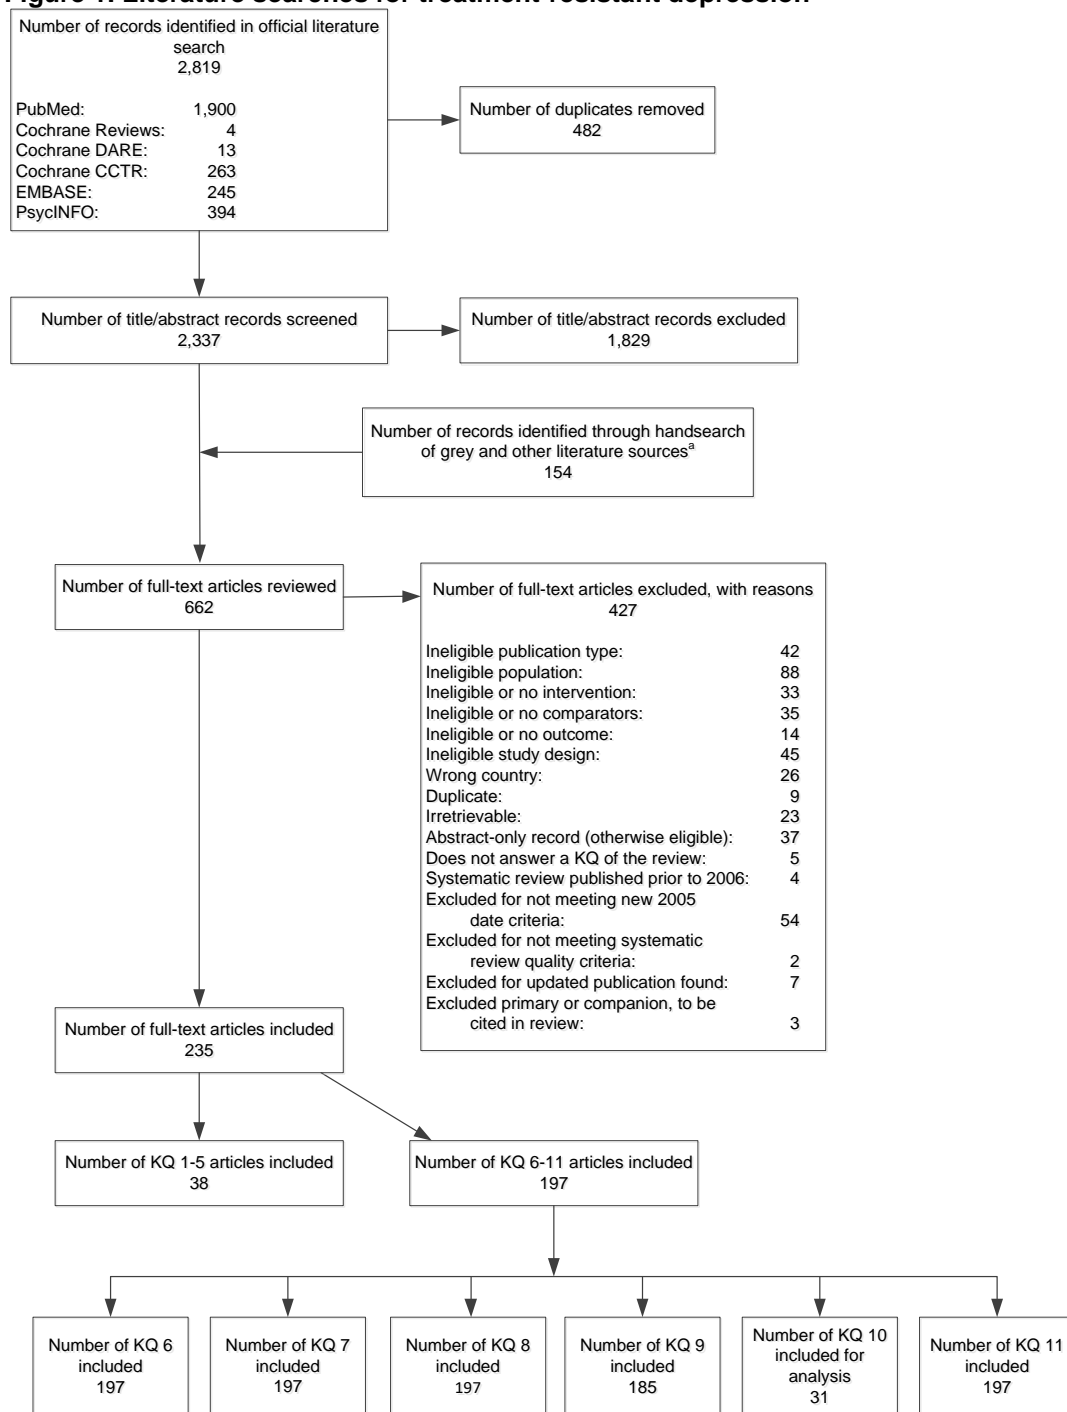 Figure 1. Literature searches for treatment-resistant depression
Number of records identified in official literature
search
2,819
PubMed: 1,900
Cochrane Reviews: 4
Cochrane DARE: 13
Cochrane CCTR: 263
EMBASE: 245
PsycINFO: 394
Number of duplicates removed
482
Number of title/abstract records screened
2,337
Number of title/abstract records excluded
1,829
Number of records identified through handsearch
of grey and other literature sourcesª
154
Number of full-text articles reviewed
662
Number of full-text articles excluded, with reasons
427
Ineligible publication type: 42
Ineligible population: 88
Ineligible or no intervention: 33
Ineligible or no comparators: 35
Ineligible or no outcome: 14
Ineligible study design: 45
Wrong country: 26
Duplicate: 9
Irretrievable: 23
Abstract-only record (otherwise eligible): 37
Does not answer a KQ of the review: 5
Systematic review published prior to 2006: 4
Excluded for not meeting new 2005
date criteria: 54
Excluded for not meeting systematic
review quality criteria: 2
Excluded for updated publication found: 7
Excluded primary or companion, to be
cited in review: 3
Number of full-text articles included
235
Number of KQ 1-5 articles included
38
Number of KQ 6-11 articles included
197
Number of KQ 6
included
197
Number of KQ 7
included
197
Number of KQ 8
included
197
Number of KQ 9
included
185
Number of KQ 10
included for
analysis
31
Number of KQ 11
included
197